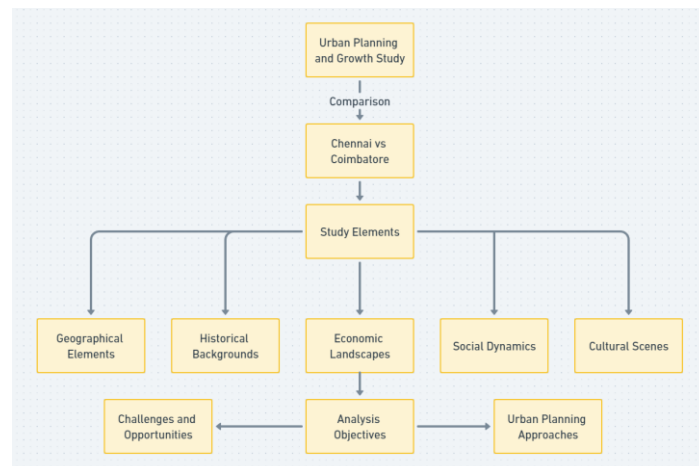 Urban Planning
and Growth Study
Comparison
Chennai vs
Coimbatore
Study Elements
Geographical
Elements
Historical
Backgrounds
Economic
Landscapes
Social Dynamics
Cultural Scenes
Challenges and
Opportunities
Analysis
Objectives
Urban Planning
Approaches